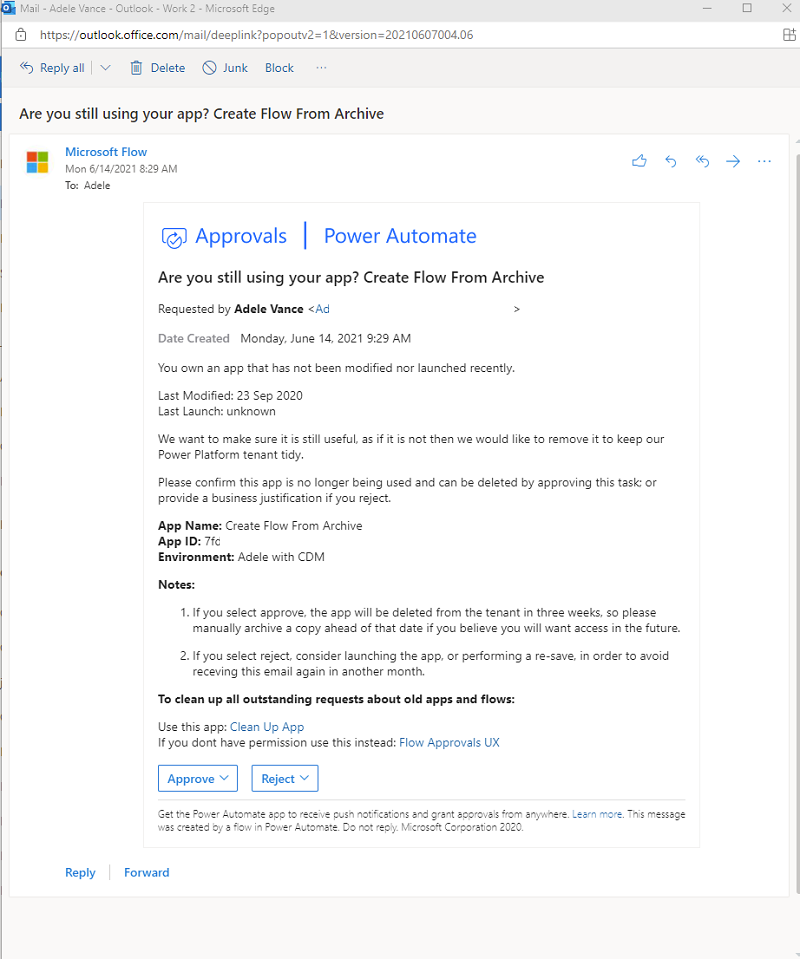 Mail - Adele Vance - Outlook - Work 2 - Microsoft Edge
https://outlook.office.com/mail/deeplink?popoutv2=1&version=20210607004.06
Reply all Delete Junk Block ...
Are you still using your app? Create Flow From Archive
Microsoft Flow
Mon 6/14/2021 8:29 AM
To: Adele
Approvals | Power Automate
Are you still using your app? Create Flow From Archive
Requested by Adele Vance <Ad >
Date Created Monday, June 14, 2021 9:29 AM
You own an app that has not been modified nor launched recently.
Last Modified: 23 Sep 2020
Last Launch: unknown
We want to make sure it is still useful, as if it is not then we would like to remove it to keep our
Power Platform tenant tidy.
Please confirm this app is no longer being used and can be deleted by approving this task; or
provide a business justification if you reject.
App Name: Create Flow From Archive
App ID: 7fc
Environment: Adele with CDM
Notes:
1. If you select approve, the app will be deleted from the tenant in three weeks, so please
manually archive a copy ahead of that date if you believe you will want access in the future.
2. If you select reject, consider launching the app, or performing a re-save, in order to avoid
receving this email again in another month.
To clean up all outstanding requests about old apps and flows:
Use this app: Clean Up App
If you dont have permission use this instead: Flow Approvals UX
Approve Reject
Get the Power Automate app to receive push notifications and grant approvals from anywhere. Learn more. This message
was created by a flow in Power Automate. Do not reply. Microsoft Corporation 2020.
Reply Forward